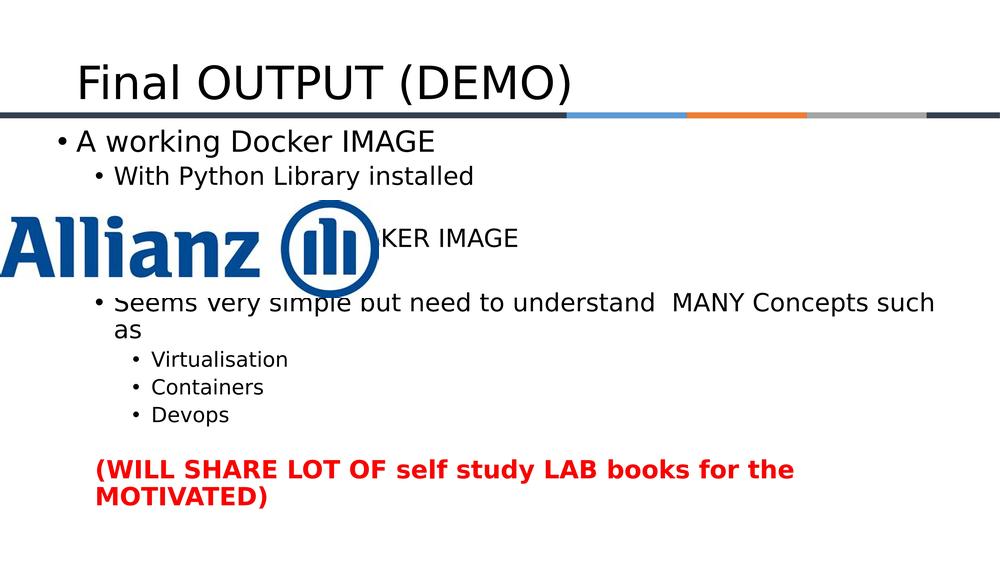 Final OUTPUT (DEMO)
• A working Docker IMAGE
• With Python Library installed
Allianz
KER IMAGE
• Seems very simple but need to understand MANY Concepts such
as
• Virtualisation
• Containers
• Devops
(WILL SHARE LOT OF self study LAB books for the
MOTIVATED)